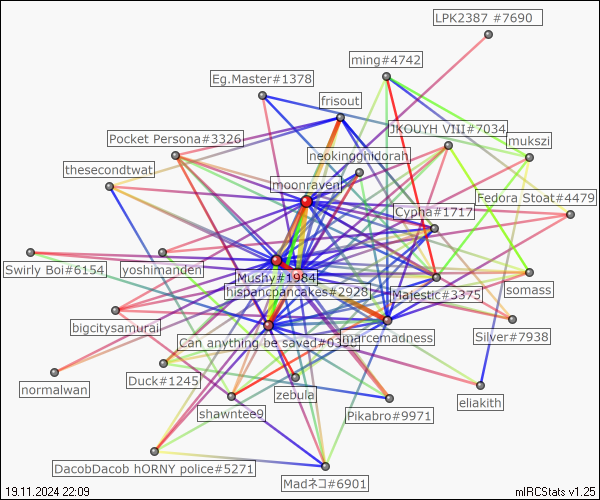 LPK2387 #7690
ming#4742
Eg.Master#1378
frisout
JKOUYH VIII#7034
Pocket Persona#3326
mukszi
neokingghidorah
thesecondtwat
moonraven
Fedora Stoat#4479
Cypha#1717
Swirly Boi#6154
yoshimanden
somass
Mushy#1984
hispancpancakes#2928
Majestic#3375
bigcitysamurai
Silver#7938
Can anything be saved#0
marcemadness
Duck#1245
normalwan
zebula
eliakith
shawntee9
Pikabro#9971
DacobDacob hORNY police#5271
Madネコ#6901
19.11.2024 22:09
mIRCStats v1.25